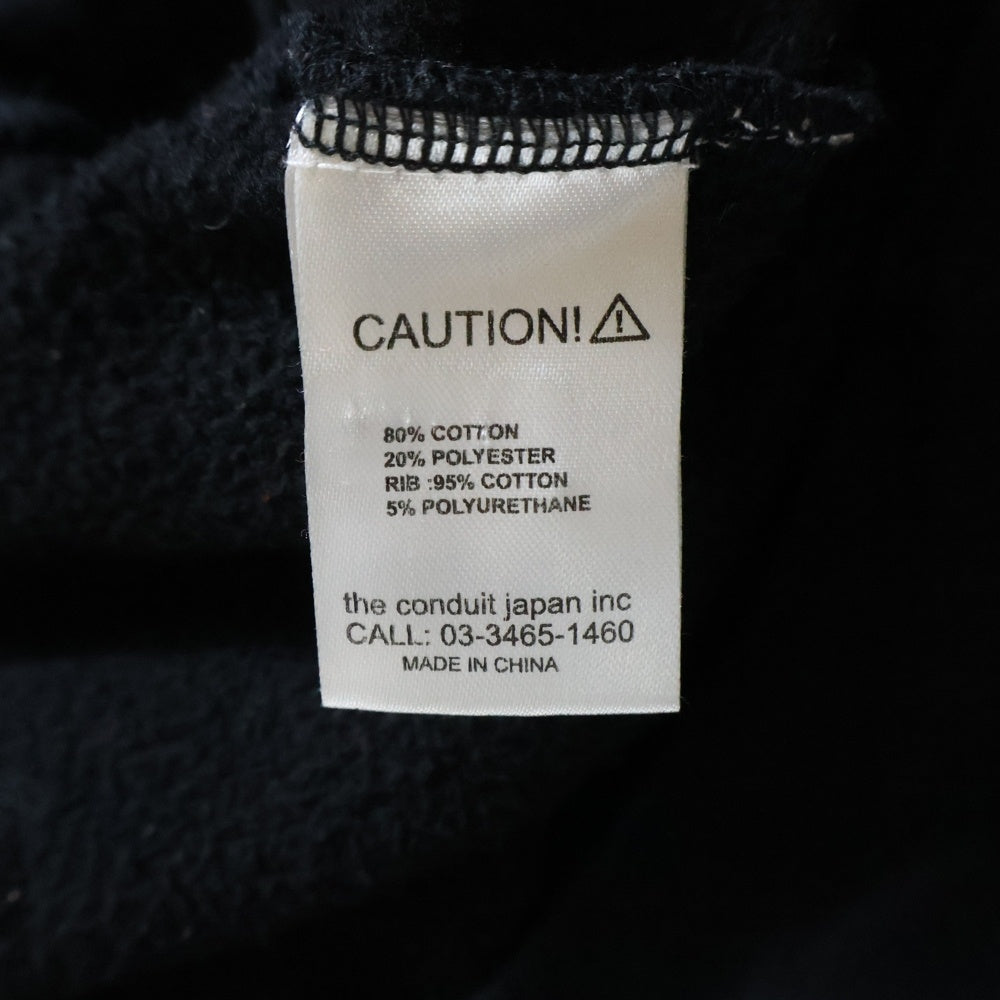 CAUTION!
80% COTTON
20% POLYESTER
RIB :95% COTTON
5% POLYURETHANE
the conduit japan inc
CALL: 03-3465-1460
MADE IN CHINA